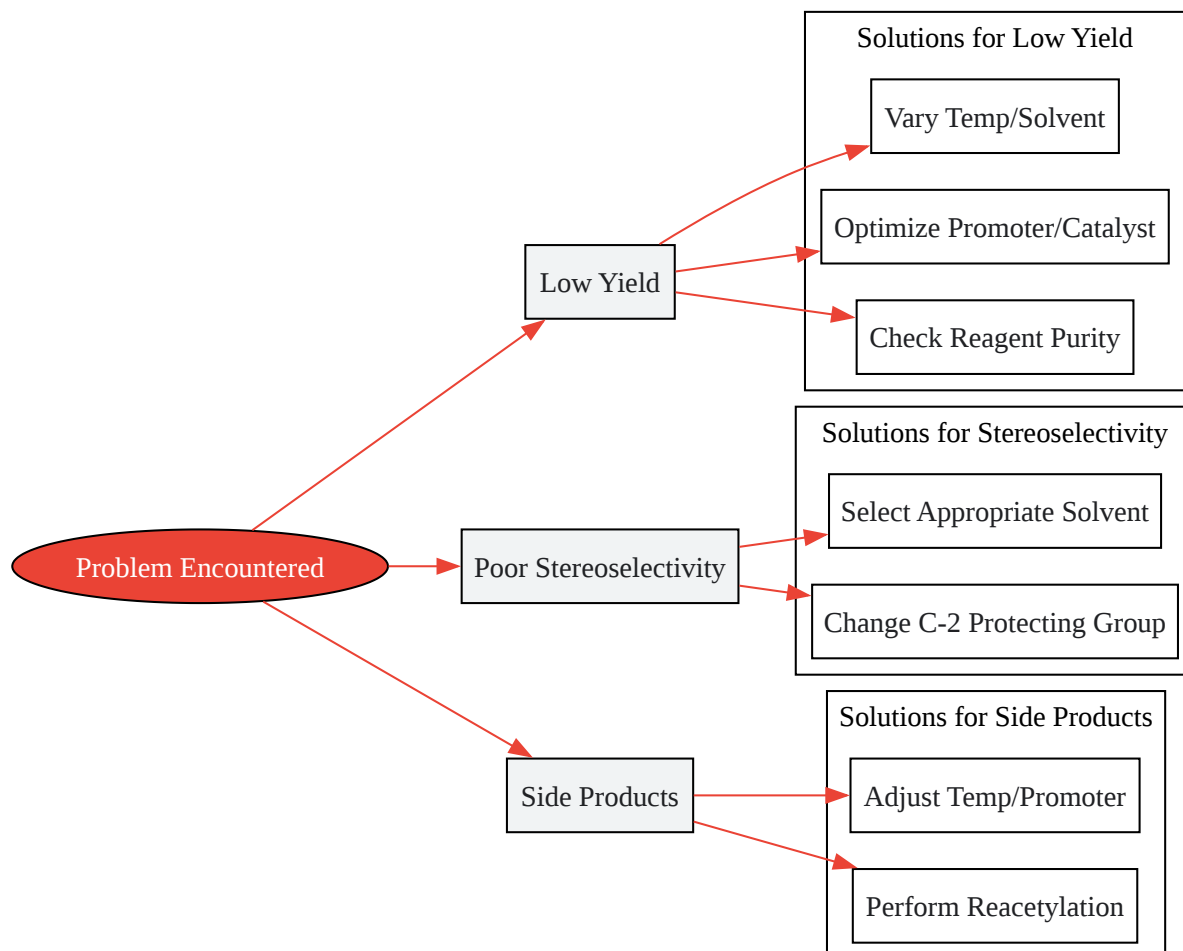 Problem Encountered
Low Yield
Poor Stereoselectivity
Side Products
Solutions for Low Yield
Vary Temp/Solvent
Optimize Promoter/Catalyst
Check Reagent Purity
Solutions for Stereoselectivity
Select Appropriate Solvent
Change C-2 Protecting Group
Solutions for Side Products
Adjust Temp/Promoter
Perform Reacetylation